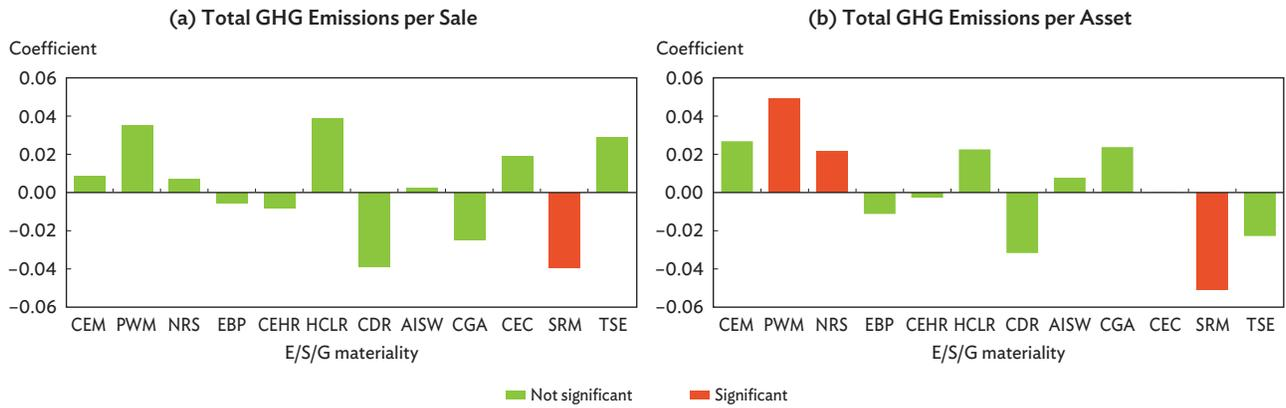 (a) Total GHG Emissions per Sale
Coefficient
0.06
0.04
0.02
0.00
–0.02
–0.04
–0.06
CEM PWM NRS EBP CEHR HCLR CDR AISW CGA CEC SRM TSE
E/S/G materiality
(b) Total GHG Emissions per Asset
Coefficient
0.06
0.04
0.02
0.00
–0.02
–0.04
–0.06
CEM PWM NRS EBP CEHR HCLR CDR AISW CGA CEC SRM TSE
E/S/G materiality
Not significant Significant